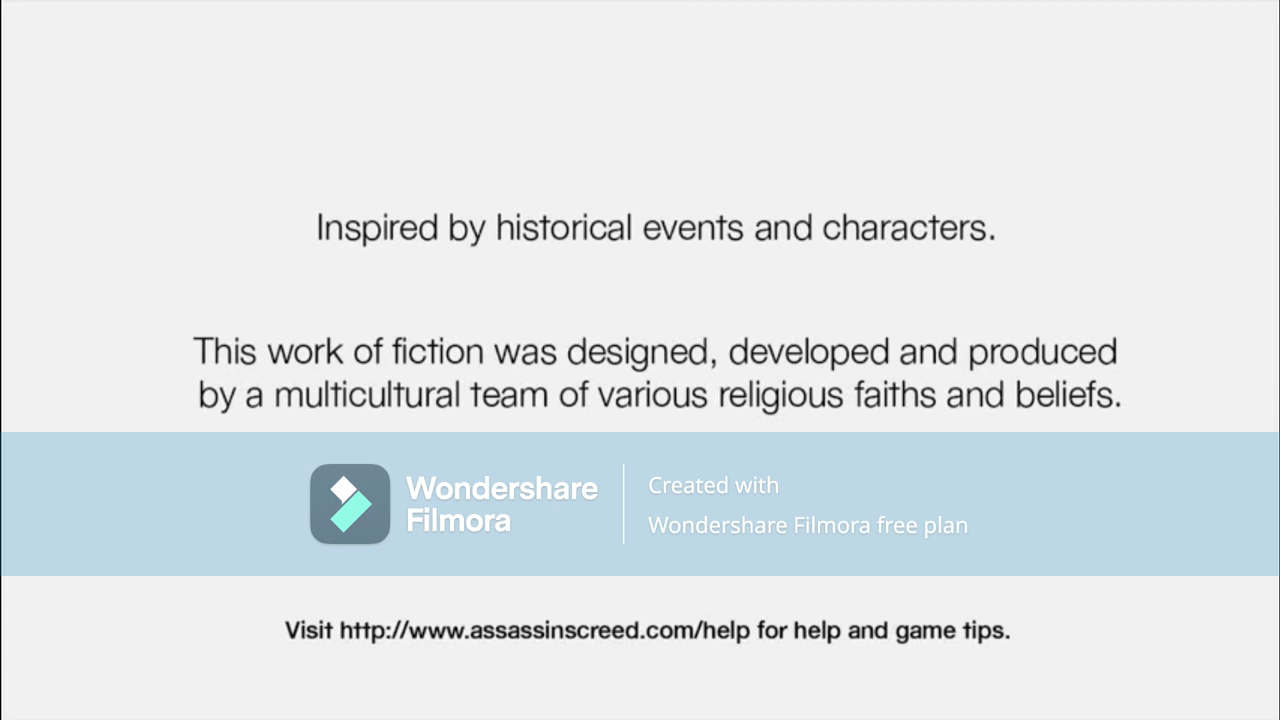 Inspired by historical events and characters.
This work of fiction was designed, developed and produced
by a multicultural team of various religious faiths and beliefs.
Wondershare
Filmora
Created with
Wondershare Filmora free plan
Visit http://www.assassinscreed.com/help for help and game tips.